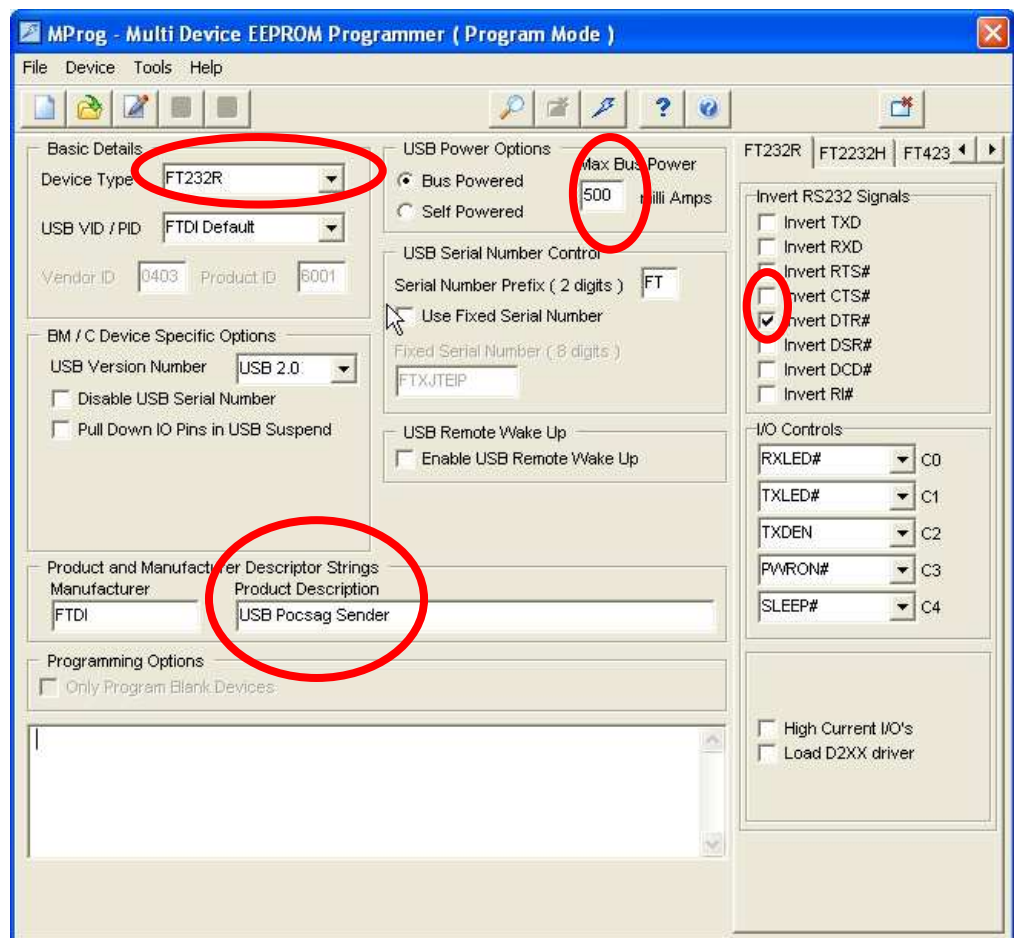 MProg - Multi Device EEPROM Programmer ( Program Mode )
File Device Tools Help
Basic Details
Device Type FT232R
USB VID / PID FTDI Default
Vendor ID 0403 Product ID 6001
BM / C Device Specific Options
USB Version Number USB 2.0
Disable USB Serial Number
Pull Down IO Pins in USB Suspend
USB Power Options
Bus Powered
Self Powered
Max Bus Power
500 milli Amps
USB Serial Number Control
Serial Number Prefix ( 2 digits ) FT
Use Fixed Serial Number
Fixed Serial Number ( 8 digits )
FTXJTEIP
USB Remote Wake Up
Enable USB Remote Wake Up
Product and Manufacturer Descriptor Strings
Manufacturer Product Description
FTDI USB Pocsag Sender
Programming Options
Only Program Blank Devices
FT232R FT2232H FT423
Invert RS232 Signals
Invert TXD
Invert RXD
Invert RTS#
Invert CTS#
Invert DTR#
Invert DSR#
Invert DCD#
Invert RI#
I/O Controls
RXLED# C0
TXLED# C1
TXDEN C2
PWRON# C3
SLEEP# C4
High Current I/O's
Load D2XX driver